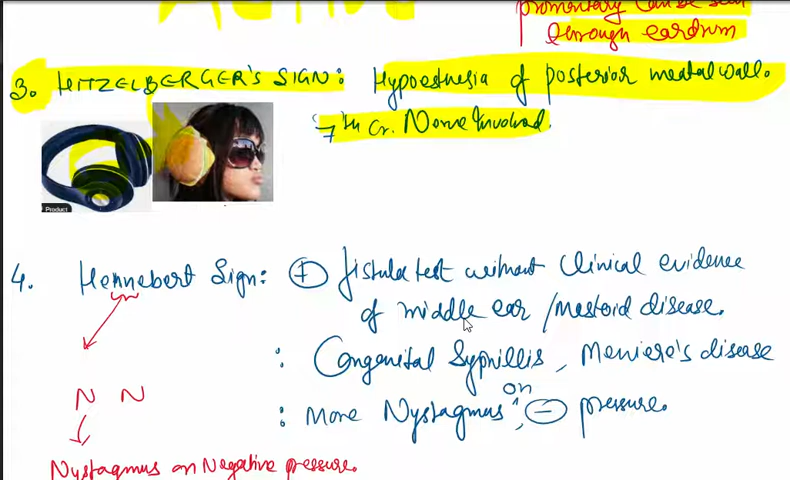 promontary can be seen
through eardrum
3. HITZELBERGER'S SIGN: Hypoesthesia of posterior meatal wall.
7th Cr. Nerve Involved.
Product
4. Hennebert Sign: + fistula test without clinical evidence
of middle ear / mastoid disease.
: Congenital Syphillis, Meniere's disease
: More Nystagmus on - pressure.
N N
Nystagmus on Negative pressure.